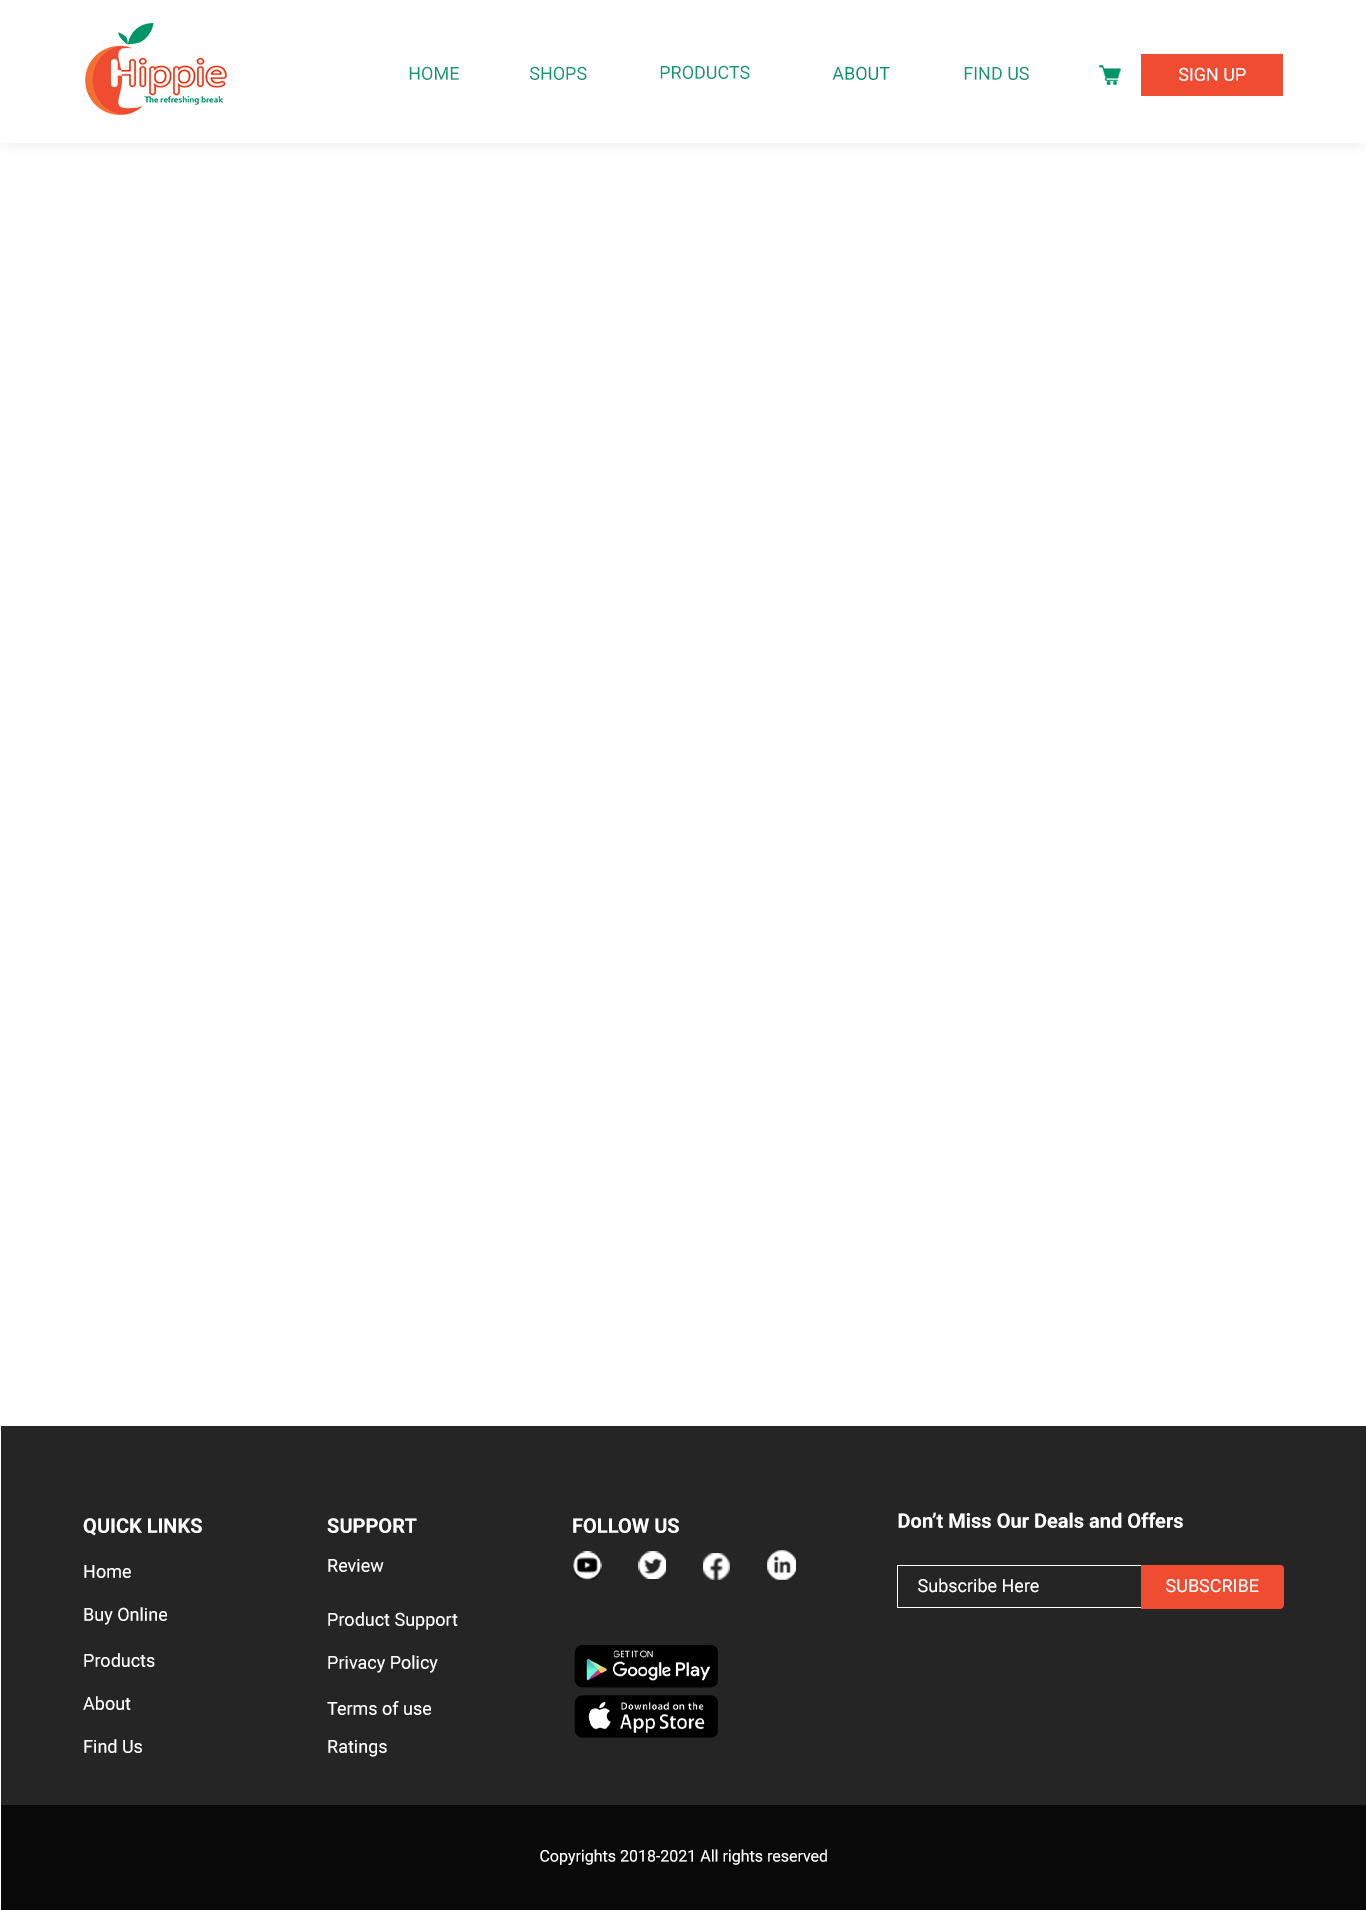 Hippie
The refreshing break
HOME
SHOPS
PRODUCTS
ABOUT
FIND US
SIGN UP
QUICK LINKS
Home
Buy Online
Products
About
Find Us
SUPPORT
Review
Product Support
Privacy Policy
Terms of use
Ratings
FOLLOW US
in
GET IT ON
Google Play
Download on the
App Store
Don’t Miss Our Deals and Offers
Subscribe Here
SUBSCRIBE
Copyrights 2018-2021 All rights reserved